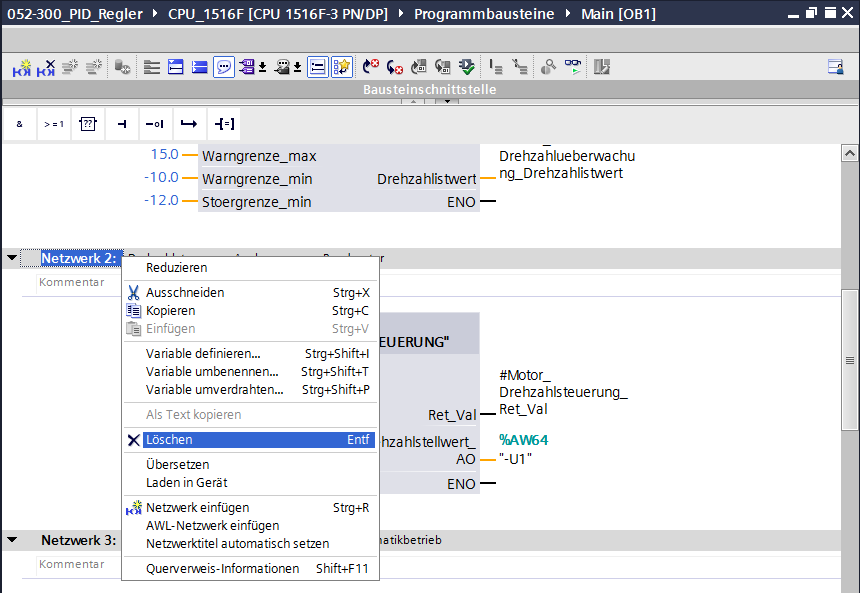 052-300_PID_Regler ▸ CPU_1516F [CPU 1516F-3 PN/DP] ▸ Programmbausteine ▸ Main [OB1]
Bausteinschnittstelle
& >=1 ?? -[=]
15.0 Warngrenze_max
-10.0 Warngrenze_min
-12.0 Stoergrenze_min
Drehzahlistwert
ENO
Drehzahlueberwachu
ng_Drehzahlistwert
Netzwerk 2:
Kommentar
Reduzieren
Ausschneiden Strg+X
Kopieren Strg+C
Einfügen Strg+V
Variable definieren... Strg+Shift+I
Variable umbenennen... Strg+Shift+T
Variable umverdrahten... Strg+Shift+P
Als Text kopieren
Löschen Entf
Übersetzen
Laden in Gerät
Netzwerk einfügen Strg+R
AWL-Netzwerk einfügen
Netzwerktitel automatisch setzen
Querverweis-Informationen Shift+F11
EUERUNG"
Ret_Val
#Motor_
Drehzahlsteuerung_
Ret_Val
hzahlstellwert_
AO
%AW64
"-U1"
ENO
Netzwerk 3:
natikbetrieb
Kommentar